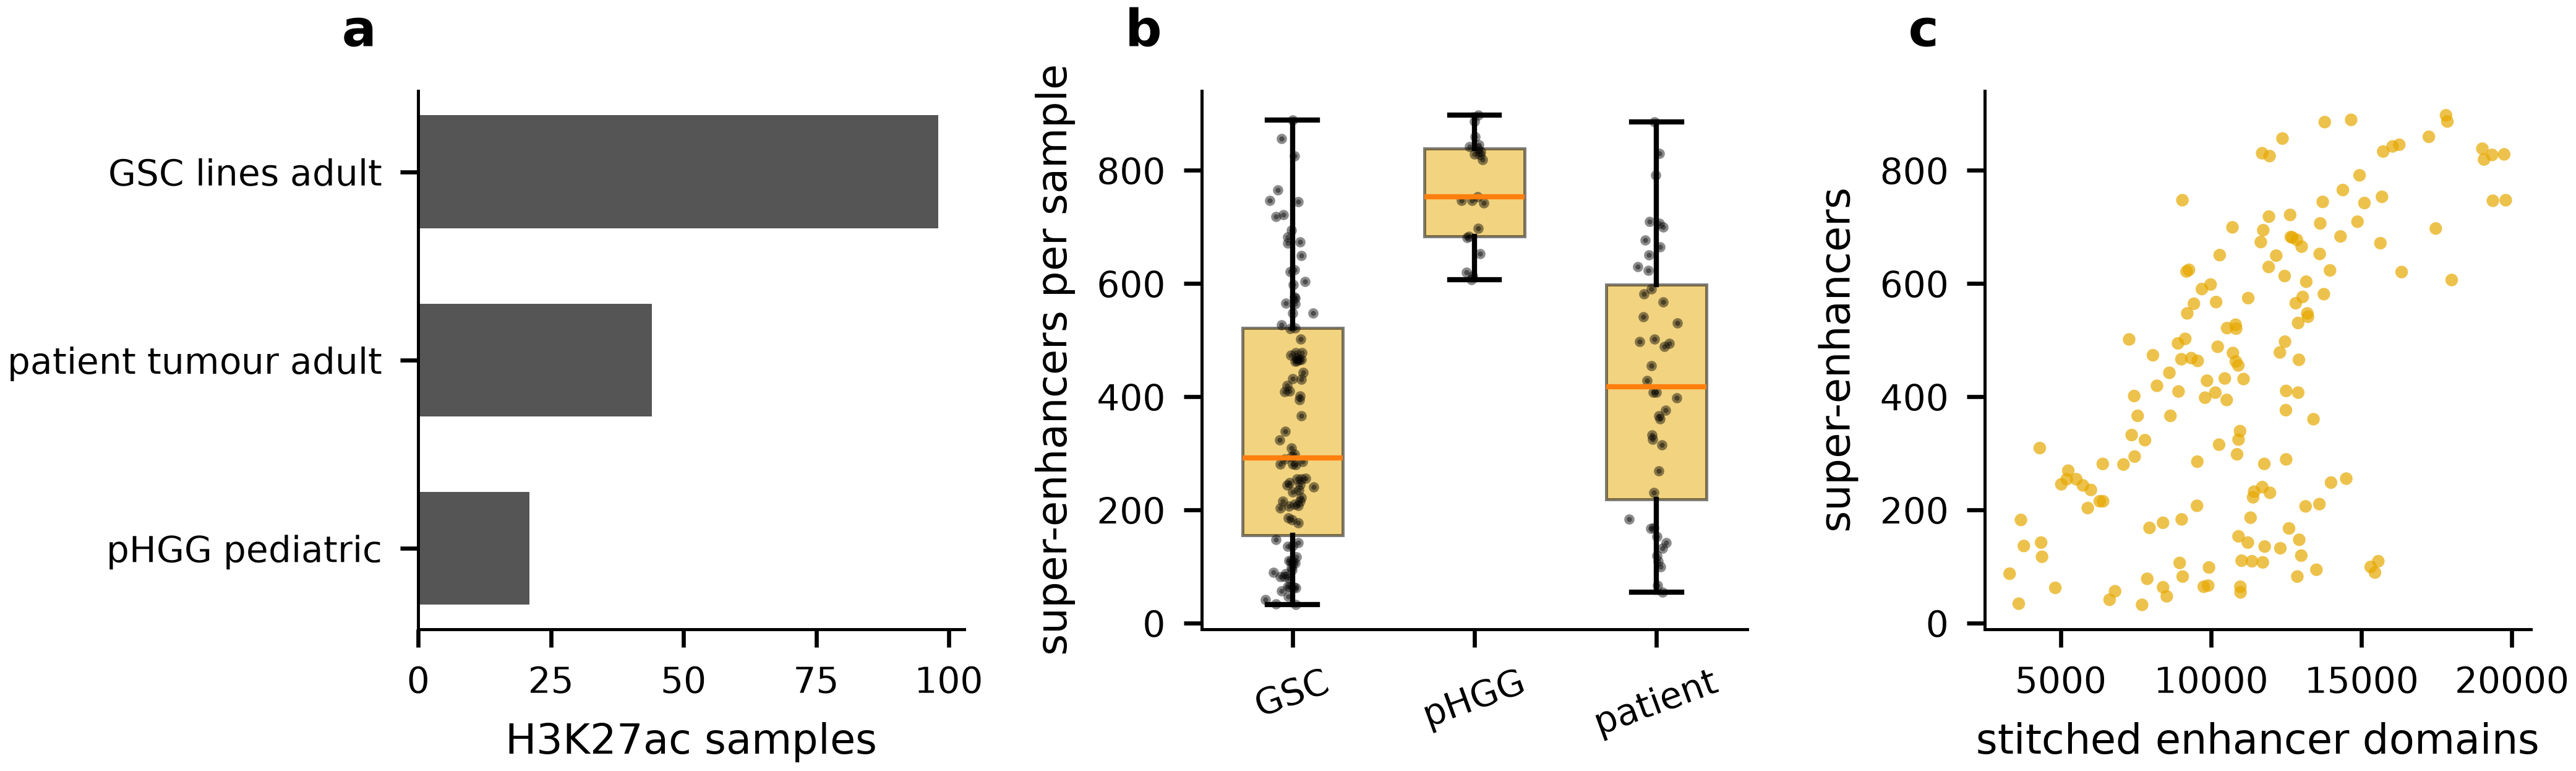 a
GSC lines adult
patient tumour adult
pHGG pediatric
0 25 50 75 100
H3K27ac samples
b
super-enhancers per sample
800
600
400
200
0
GSC pHGG patient
c
super-enhancers
800
600
400
200
0
5000 10000 15000 20000
stitched enhancer domains